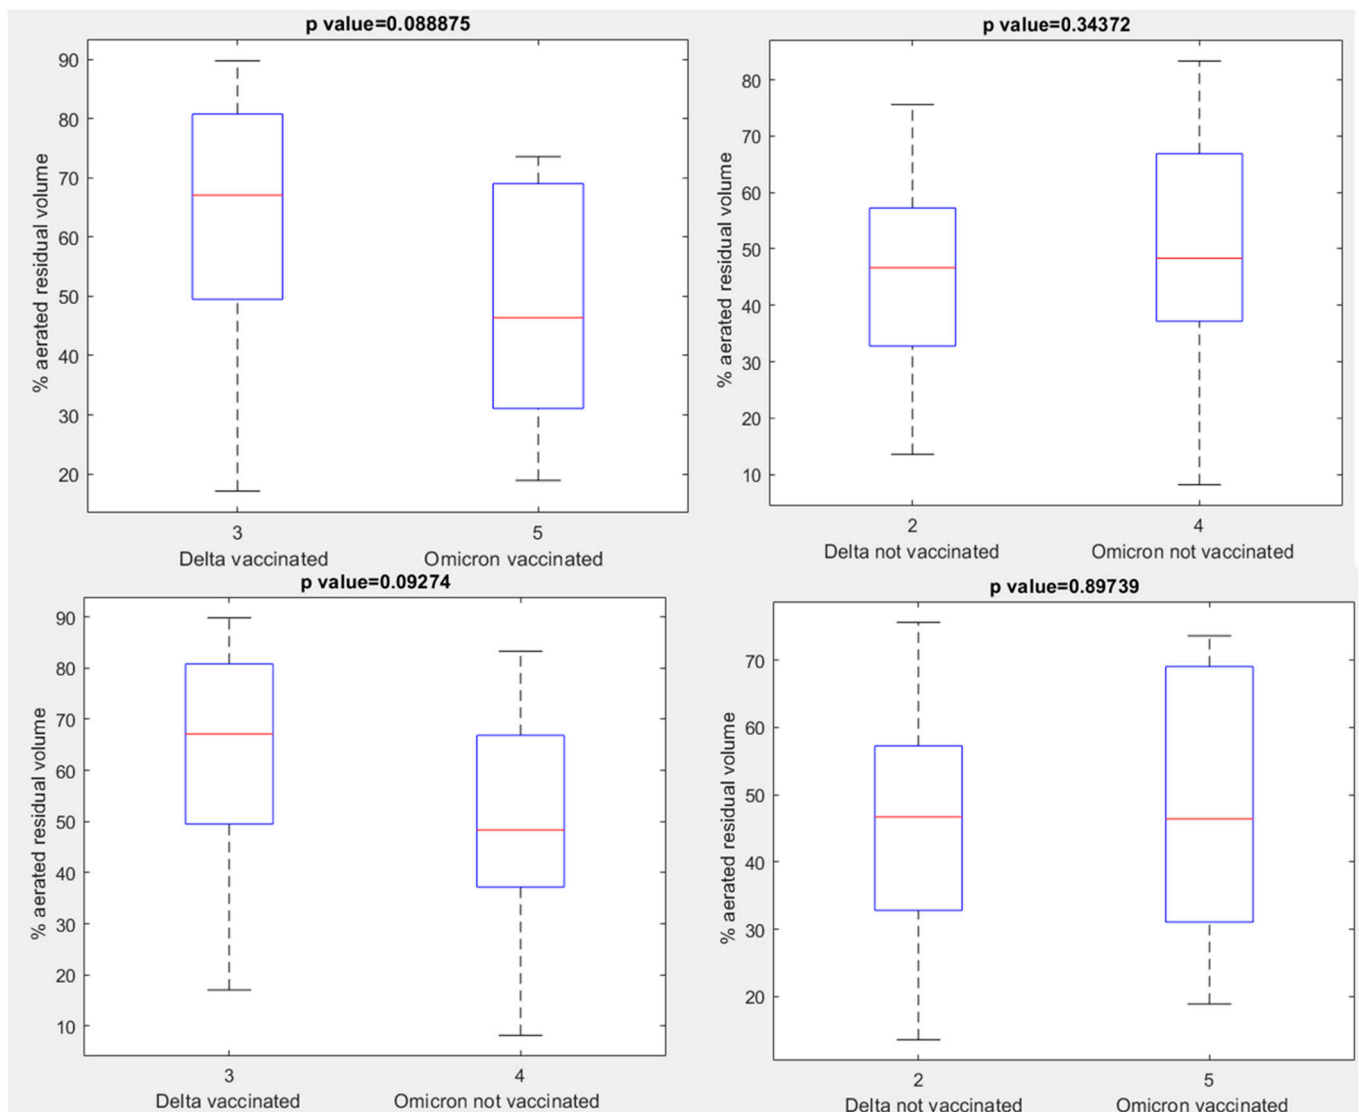 p value=0.088875
% aerated residual volume
90
80
70
60
50
40
30
20
3
5
Delta vaccinated
Omicron vaccinated
p value=0.34372
% aerated residual volume
80
70
60
50
40
30
20
10
2
4
Delta not vaccinated
Omicron not vaccinated
p value=0.09274
% aerated residual volume
90
80
70
60
50
40
30
20
10
3
4
Delta vaccinated
Omicron not vaccinated
p value=0.89739
% aerated residual volume
70
60
50
40
30
20
2
5
Delta not vaccinated
Omicron vaccinated